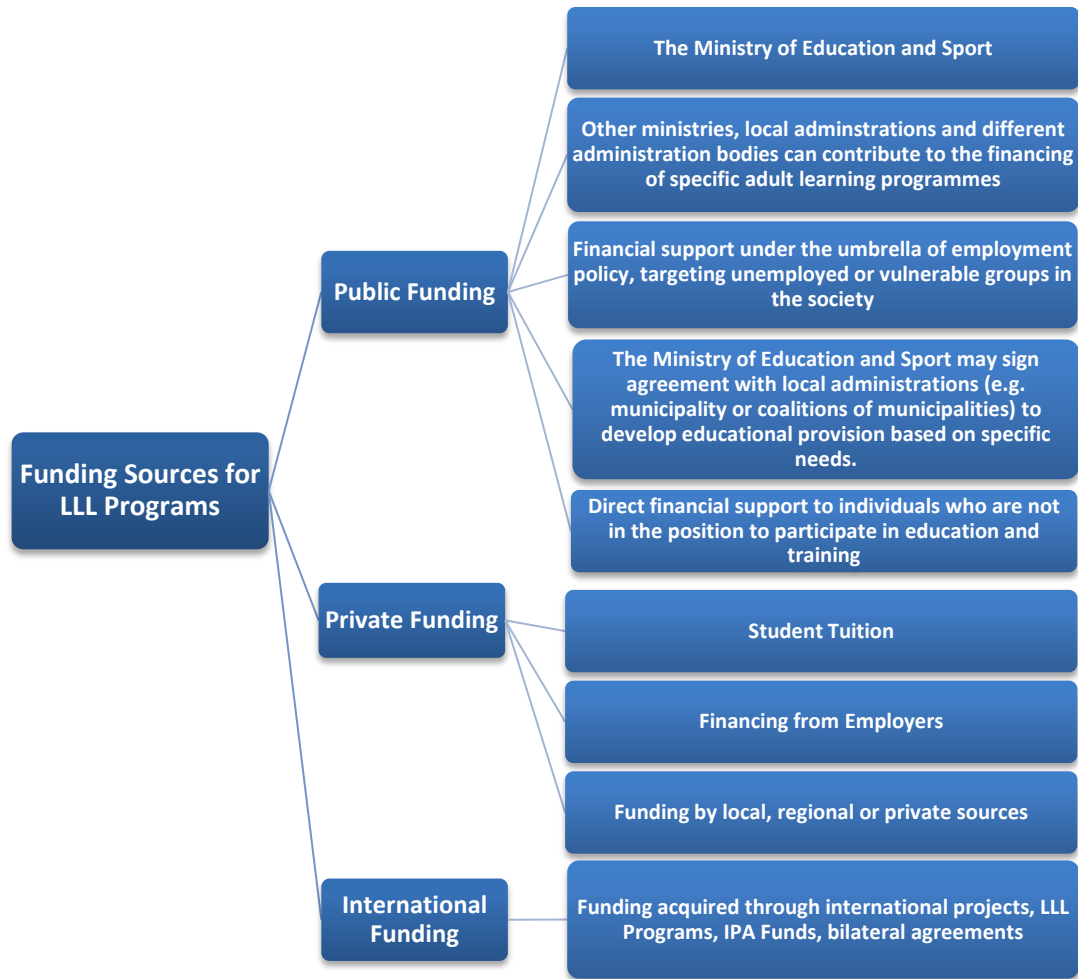 Funding Sources for
LLL Programs
Public Funding
The Ministry of Education and Sport
Other ministries, local adminstrations and different
administration bodies can contribute to the financing
of specific adult learning programmes
Financial support under the umbrella of employment
policy, targeting unemployed or vulnerable groups in
the society
The Ministry of Education and Sport may sign
agreement with local administrations (e.g.
municipality or coalitions of municipalities) to
develop educational provision based on specific
needs.
Direct financial support to individuals who are not
in the position to participate in education and
training
Private Funding
Student Tuition
Financing from Employers
Funding by local, regional or private sources
International
Funding
Funding acquired through international projects, LLL
Programs, IPA Funds, bilateral agreements